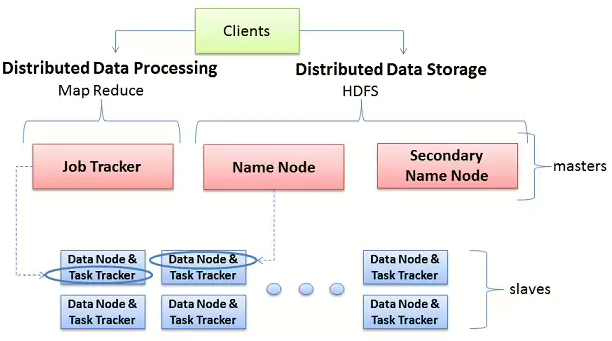 Clients
Distributed Data Processing
Map Reduce
Distributed Data Storage
HDFS
Job Tracker
Name Node
Secondary
Name Node
masters
Data Node &
Task Tracker
Data Node &
Task Tracker
Data Node &
Task Tracker
Data Node &
Task Tracker
Data Node &
Task Tracker
Data Node &
Task Tracker
slaves